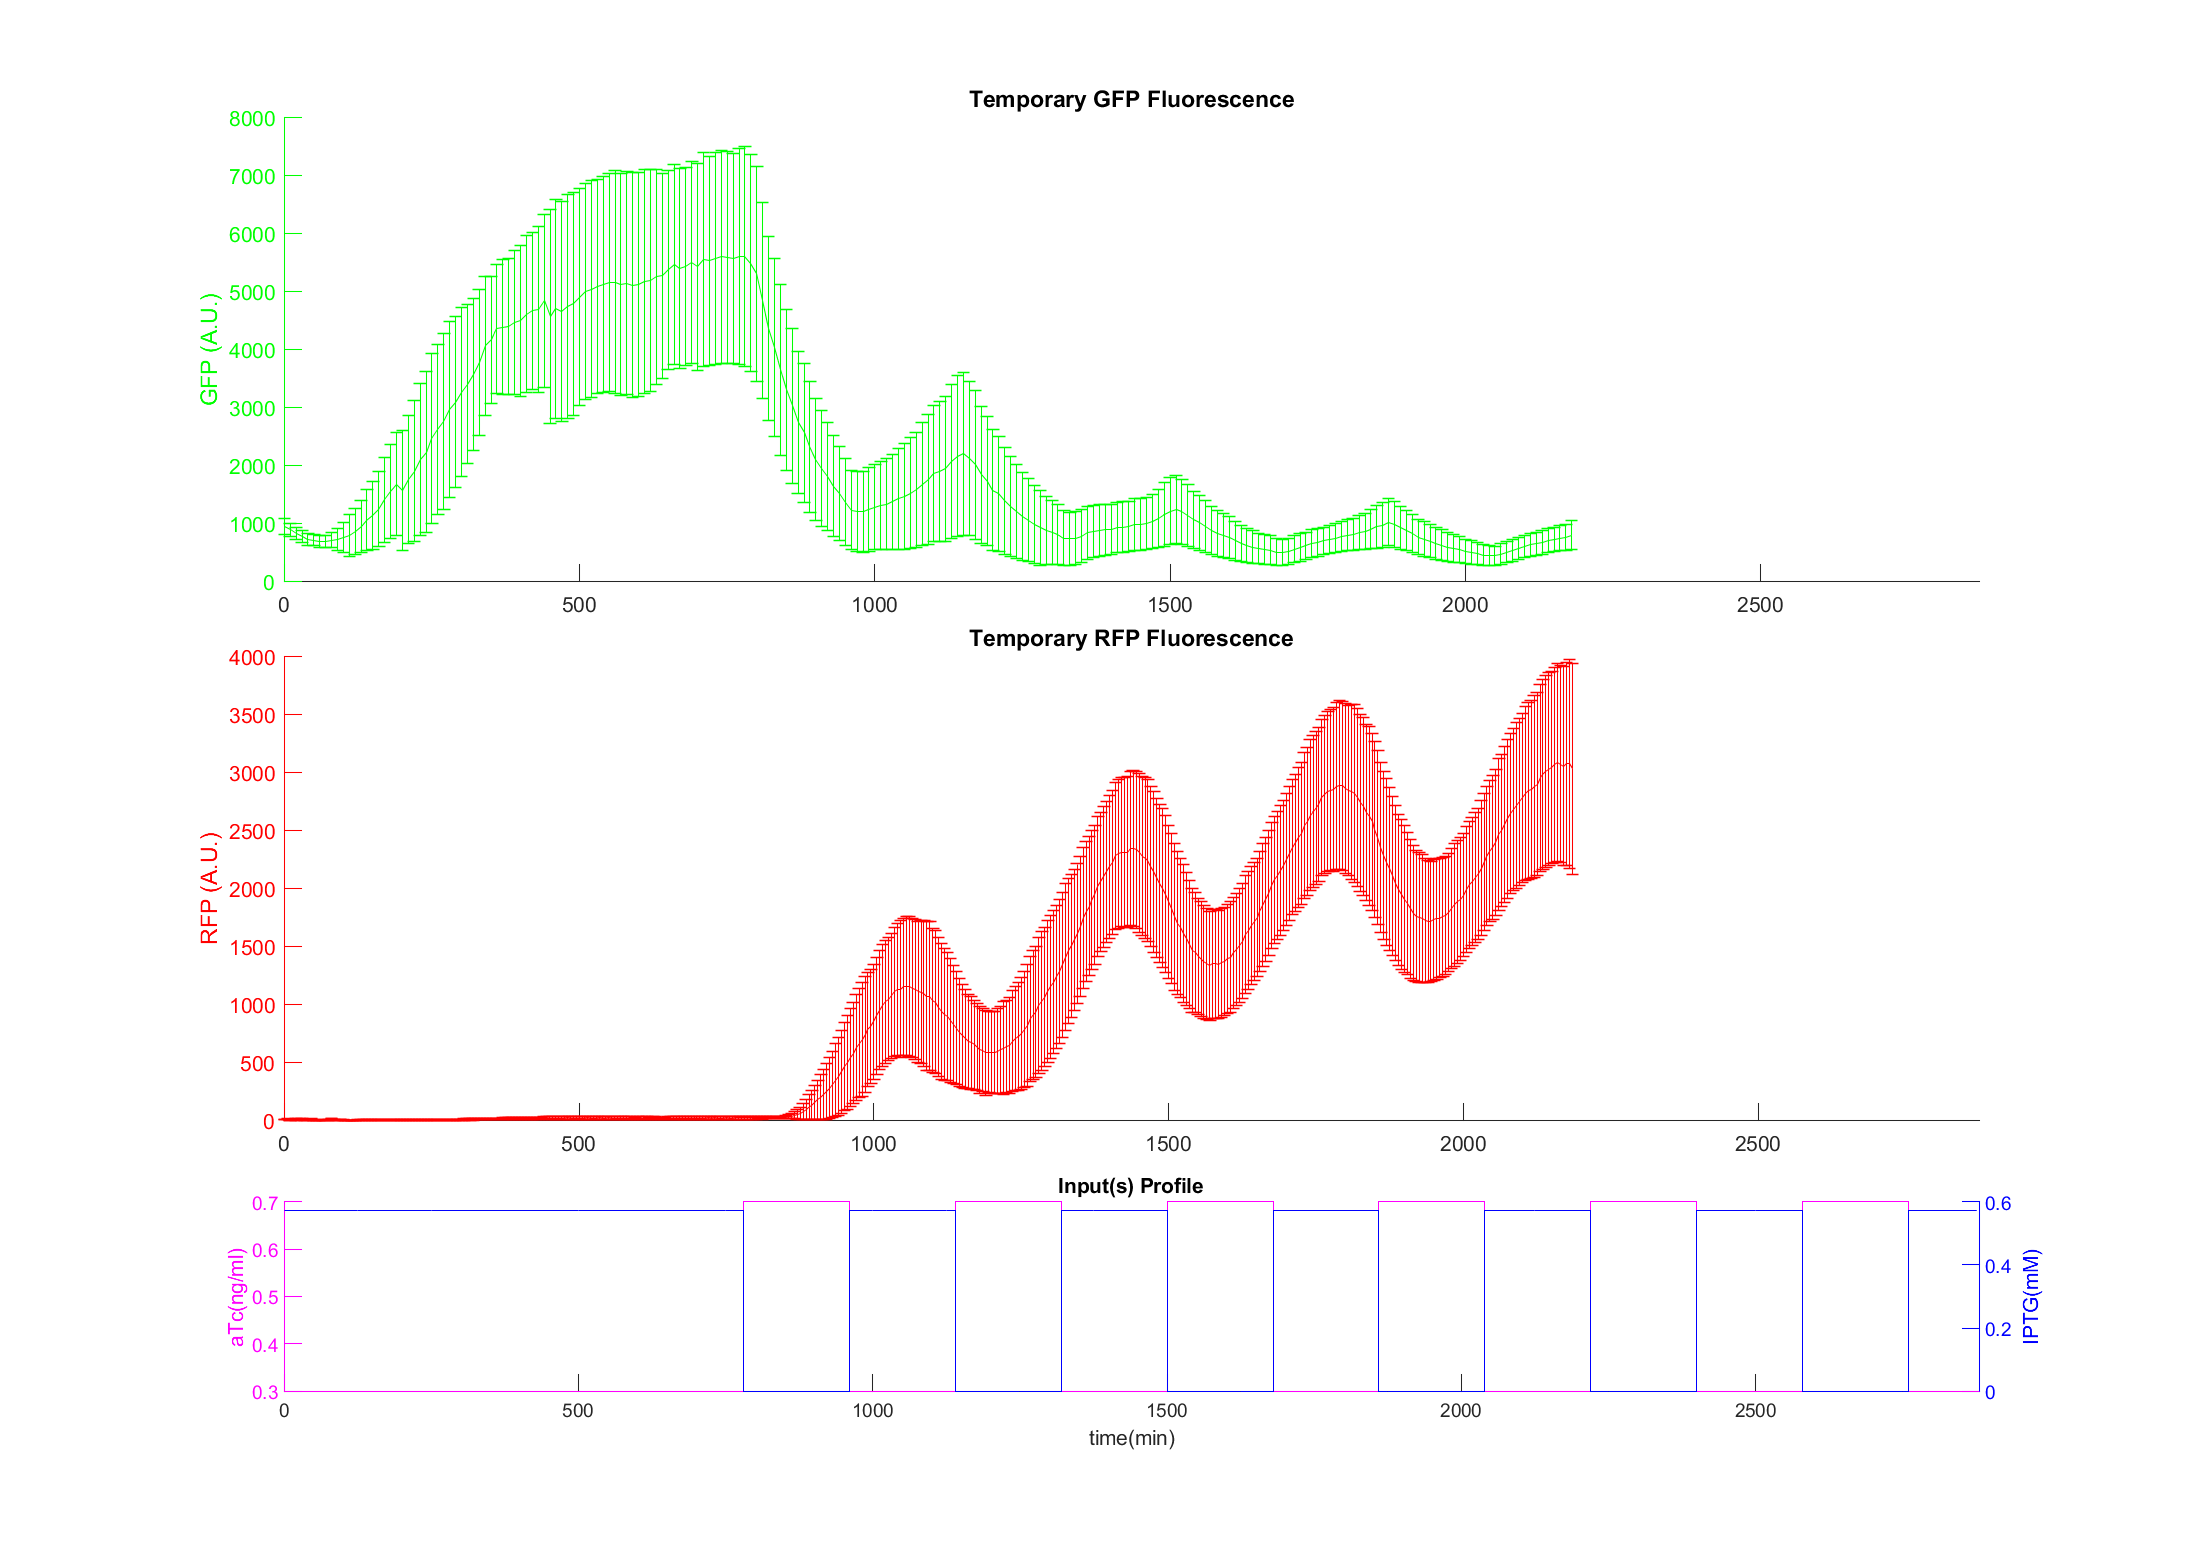 Temporary GFP Fluorescence
8000
7000
6000
5000
4000
3000
2000
1000
0
GFP (A.U.)
0 500 1000 1500 2000 2500
Temporary RFP Fluorescence
4000
3500
3000
2500
2000
1500
1000
500
0
RFP (A.U.)
0 500 1000 1500 2000 2500
Input(s) Profile
0.7
0.6
0.5
0.4
0.3
aTc(ng/ml)
0.6
0.4
0.2
0
IPTG(mM)
0 500 1000 1500 2000 2500
time(min)